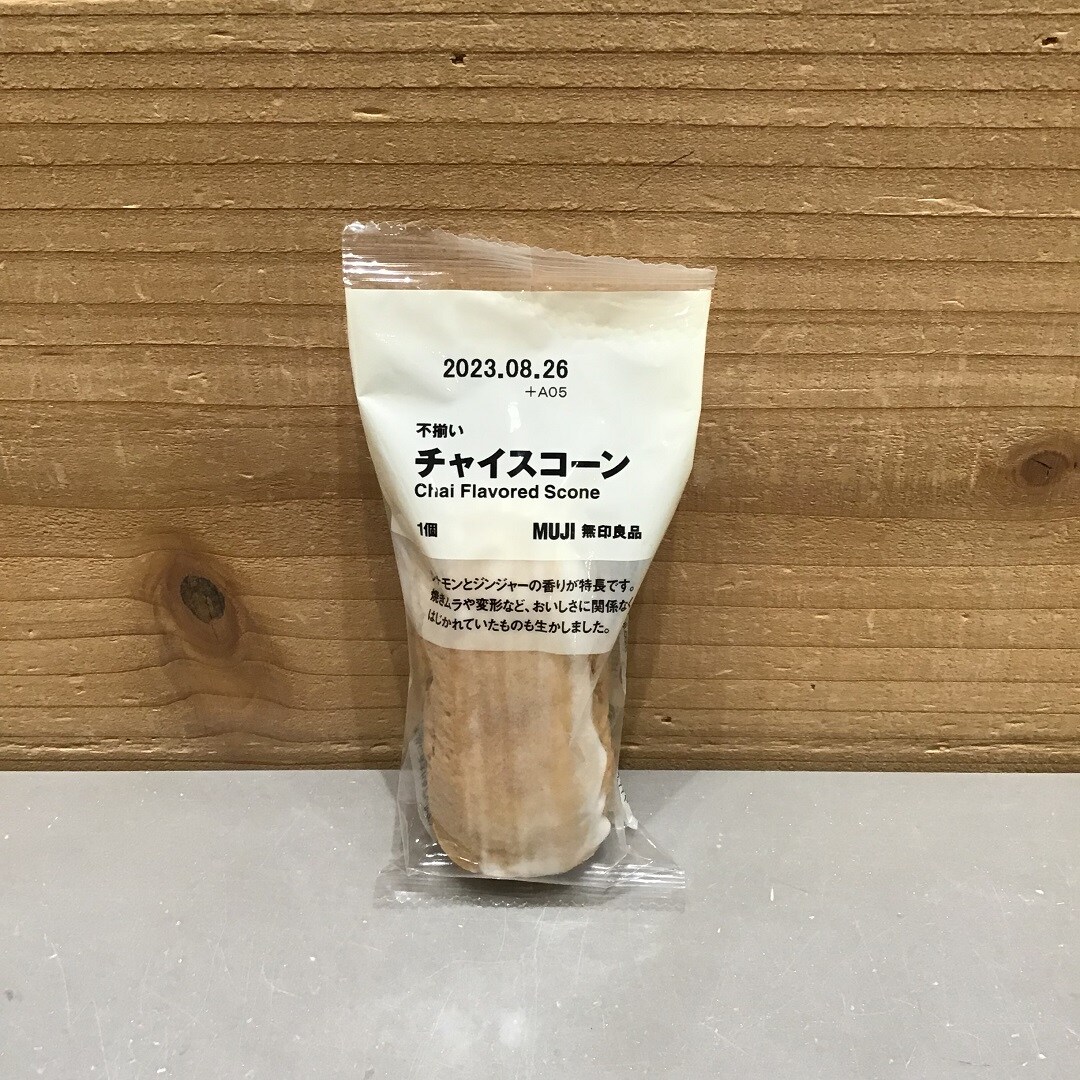 2023.08.26
+A05
不揃い
チャイスコーン
Chai Flavored Scone
1個
MUJI 無印良品
モンとジンジャーの香りが特長です。
焼きムラや変形など、おいしさに関係なく
はじかれていたものも生かしました。